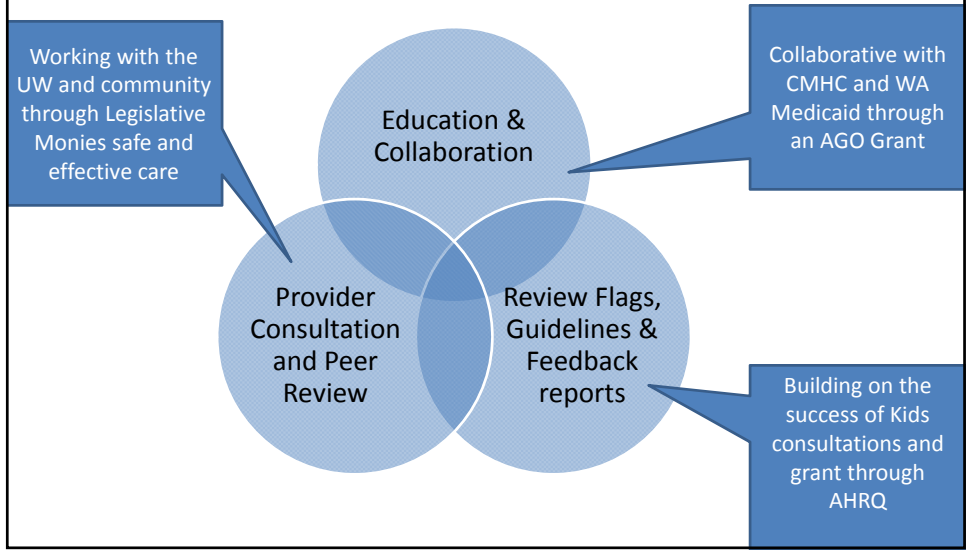 Working with the
UW and community
through Legislative
Monies safe and
effective care
Education &
Collaboration
Collaborative with
CMHC and WA
Medicaid through
an AGO Grant
Provider
Consultation
and Peer
Review
Review Flags,
Guidelines &
Feedback
reports
Building on the
success of Kids
consultations and
grant through
AHRQ